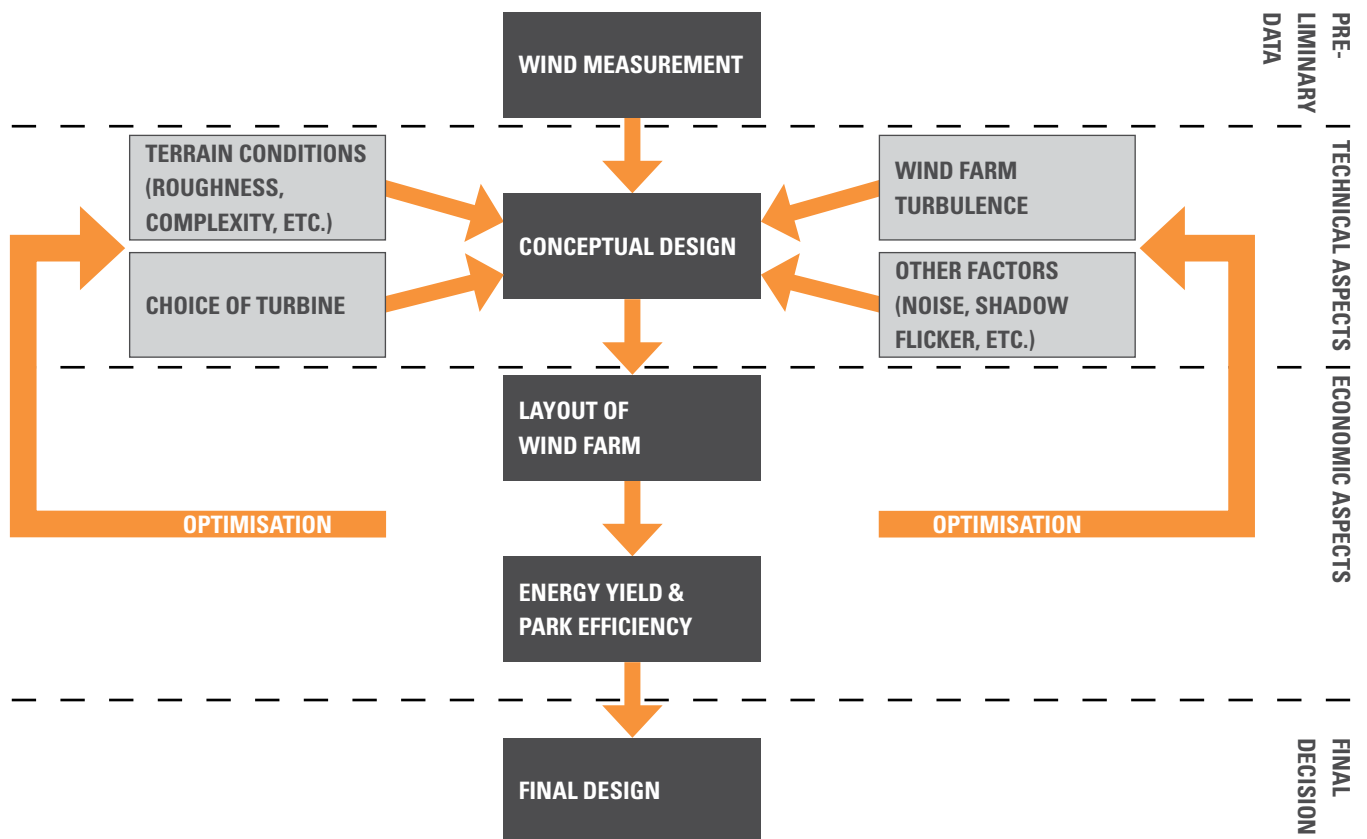 WIND MEASUREMENT
PRE-
LIMINARY
DATA
TERRAIN CONDITIONS
(ROUGHNESS,
COMPLEXITY, ETC.)
CHOICE OF TURBINE
CONCEPTUAL DESIGN
WIND FARM
TURBULENCE
OTHER FACTORS
(NOISE, SHADOW
FLICKER, ETC.)
TECHNICAL ASPECTS
LAYOUT OF
WIND FARM
OPTIMISATION
OPTIMISATION
ENERGY YIELD &
PARK EFFICIENCY
ECONOMIC ASPECTS
FINAL DESIGN
FINAL
DECISION